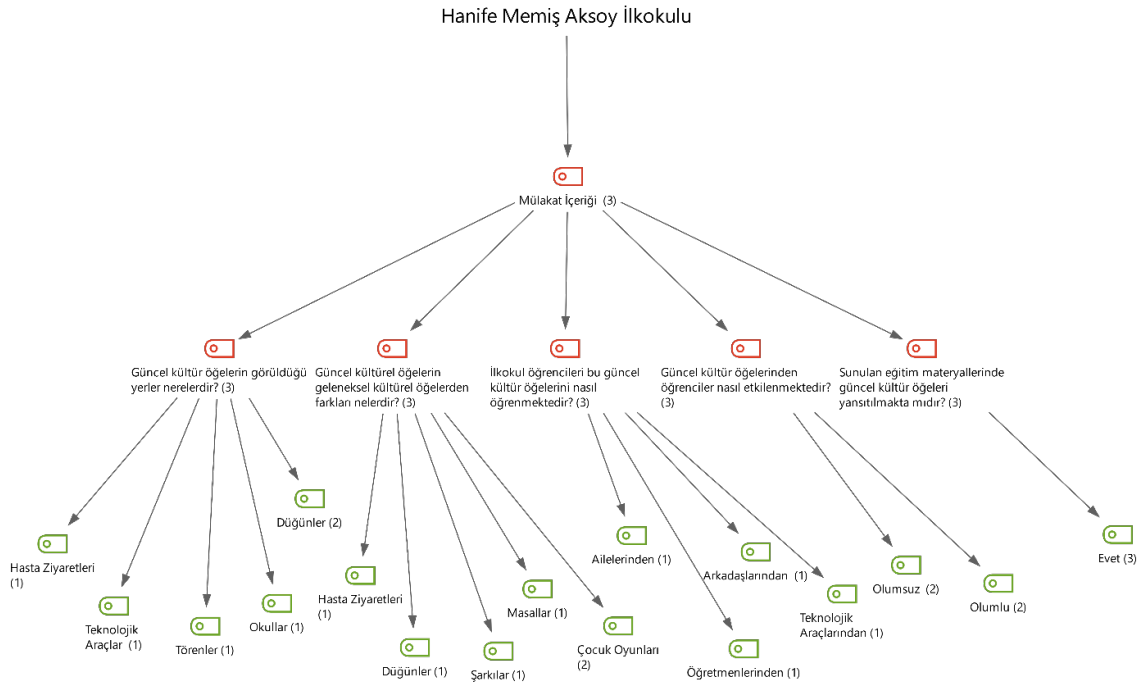 Hanife Memiş Aksoy İlkokulu
Mülakat İçeriği (3)
Güncel kültür öğelerin görüldüğü
yerler nerelerdir? (3)
Güncel kültürel öğelerin
geleneksel kültürel öğelerden
farkları nelerdir? (3)
İlkokul öğrencileri bu güncel
kültür öğelerini nasıl
öğrenmektedir? (3)
Güncel kültür öğelerinden
öğrenciler nasıl etkilenmektedir?
(3)
Sunulan eğitim materyallerinde
güncel kültür öğeleri
yansıtılmakta mıdır? (3)
Hasta Ziyaretleri
(1)
Teknolojik
Araçlar (1)
Törenler (1)
Okullar (1)
Düğünler (2)
Hasta Ziyaretleri
(1)
Düğünler (1)
Şarkılar (1)
Masallar (1)
Çocuk Oyunları
(2)
Ailelerinden (1)
Öğretmenlerinden (1)
Arkadaşlarından (1)
Teknolojik
Araçlarından (1)
Olumsuz (2)
Olumlu (2)
Evet (3)